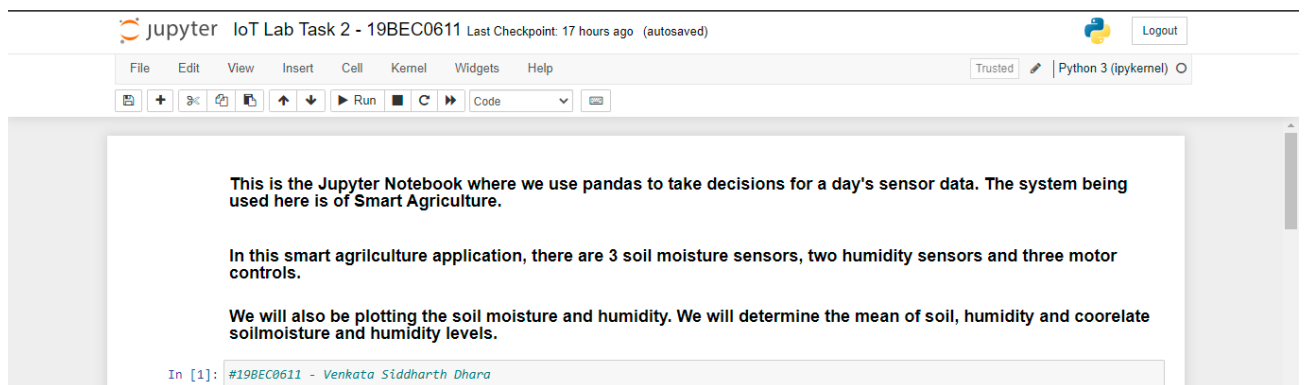 jupyter IoT Lab Task 2 - 19BEC0611 Last Checkpoint: 17 hours ago (autosaved) Logout
File Edit View Insert Cell Kernel Widgets Help Trusted Python 3 (ipykernel)
Run Code
This is the Jupyter Notebook where we use pandas to take decisions for a day's sensor data. The system being
used here is of Smart Agriculture.
In this smart agrilculture application, there are 3 soil moisture sensors, two humidity sensors and three motor
controls.
We will also be plotting the soil moisture and humidity. We will determine the mean of soil, humidity and coorelate
soilmoisture and humidity levels.
In [1]: #19BEC0611 - Venkata Siddharth Dhara